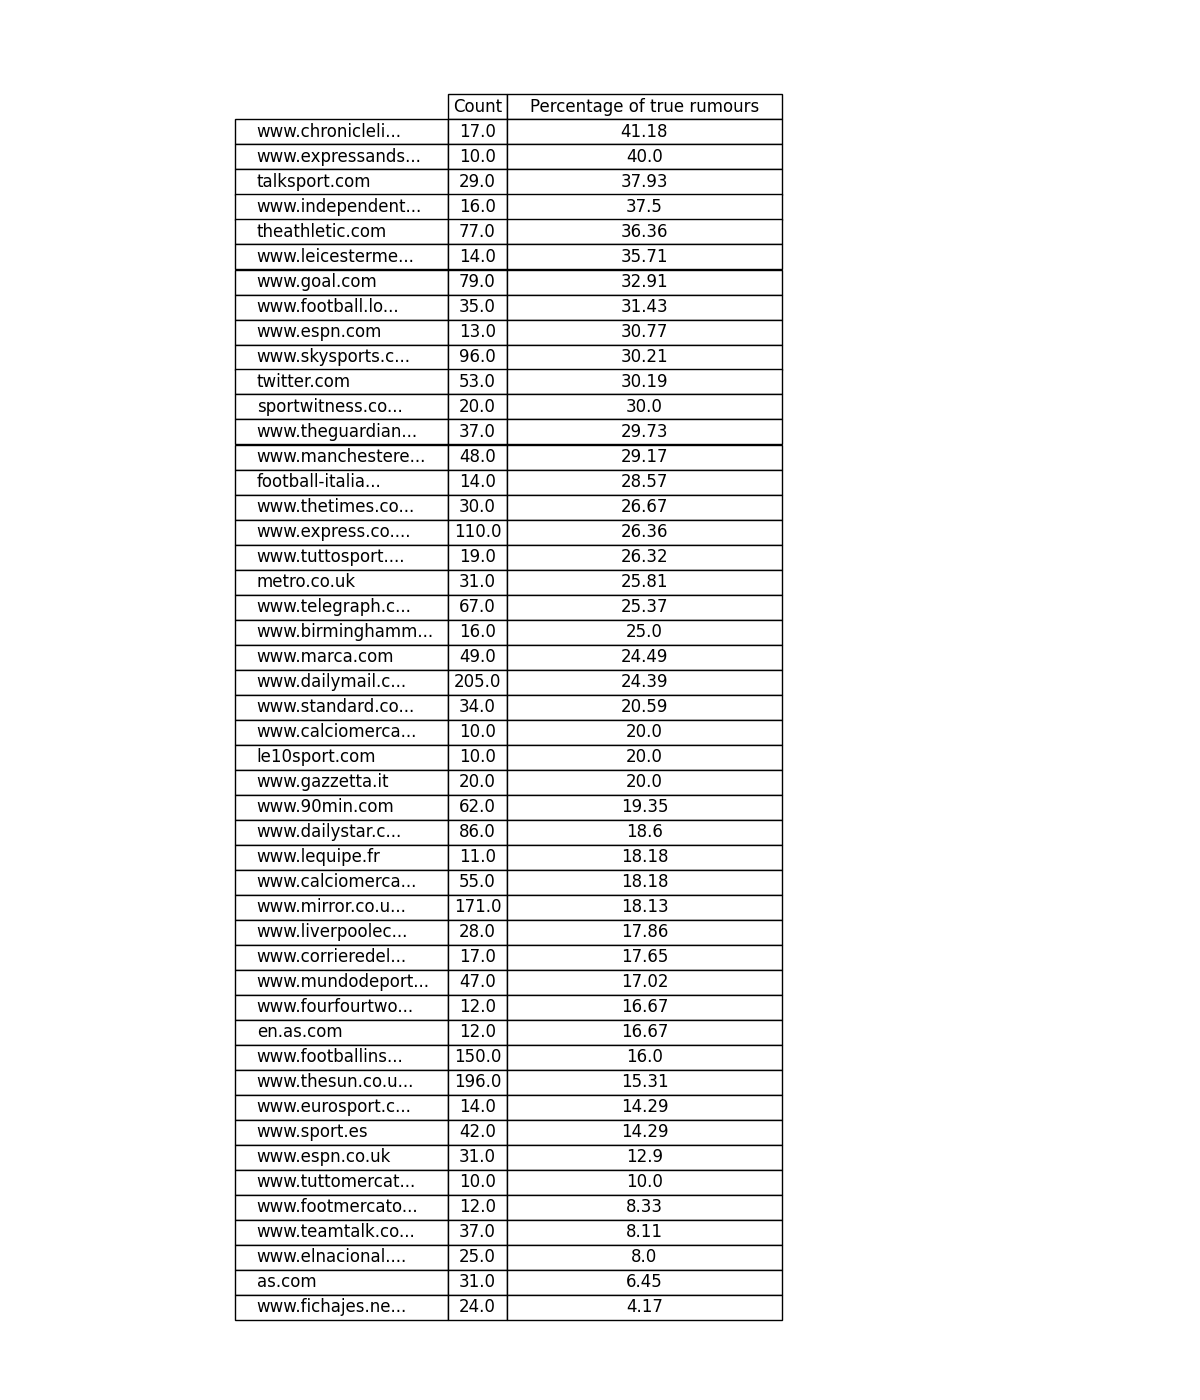 Count Percentage of true rumours
www.chronicleli... 17.0 41.18
www.expressands... 10.0 40.0
talksport.com 29.0 37.93
www.independent... 16.0 37.5
theathletic.com 77.0 36.36
www.leicesterme... 14.0 35.71
www.goal.com 79.0 32.91
www.football.lo... 35.0 31.43
www.espn.com 13.0 30.77
www.skysports.c... 96.0 30.21
twitter.com 53.0 30.19
sportwitness.co... 20.0 30.0
www.theguardian... 37.0 29.73
www.manchestere... 48.0 29.17
football-italia... 14.0 28.57
www.thetimes.co... 30.0 26.67
www.express.co.... 110.0 26.36
www.tuttosport.... 19.0 26.32
metro.co.uk 31.0 25.81
www.telegraph.c... 67.0 25.37
www.birminghamm... 16.0 25.0
www.marca.com 49.0 24.49
www.dailymail.c... 205.0 24.39
www.standard.co... 34.0 20.59
www.calciomerca... 10.0 20.0
le10sport.com 10.0 20.0
www.gazzetta.it 20.0 20.0
www.90min.com 62.0 19.35
www.dailystar.c... 86.0 18.6
www.lequipe.fr 11.0 18.18
www.calciomerca... 55.0 18.18
www.mirror.co.u... 171.0 18.13
www.liverpoolec... 28.0 17.86
www.corrieredel... 17.0 17.65
www.mundodeport... 47.0 17.02
www.fourfourtwo... 12.0 16.67
en.as.com 12.0 16.67
www.footballins... 150.0 16.0
www.thesun.co.u... 196.0 15.31
www.eurosport.c... 14.0 14.29
www.sport.es 42.0 14.29
www.espn.co.uk 31.0 12.9
www.tuttomercat... 10.0 10.0
www.footmercato... 12.0 8.33
www.teamtalk.co... 37.0 8.11
www.elnacional.... 25.0 8.0
as.com 31.0 6.45
www.fichajes.ne... 24.0 4.17